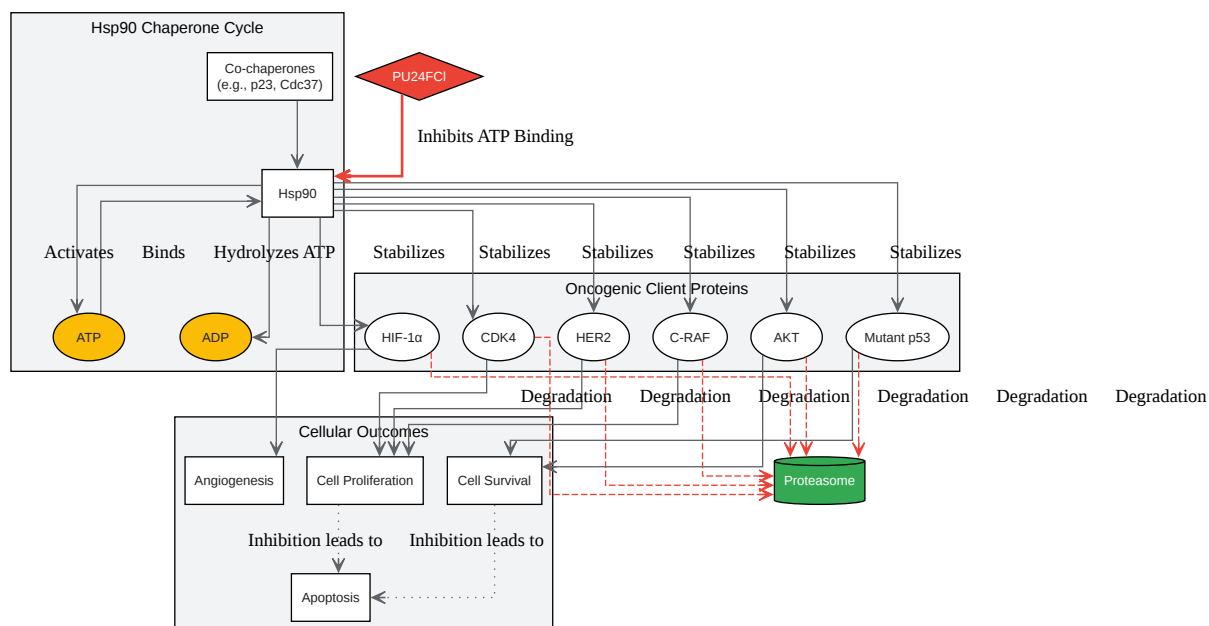 Hsp90 Chaperone Cycle
Co-chaperones
(e.g., p23, Cdc37)
PU24FCl
Inhibits ATP Binding
Hsp90
Activates
Binds
Hydrolyzes ATP
Stabilizes
Stabilizes
Stabilizes
Stabilizes
Stabilizes
Stabilizes
Oncogenic Client Proteins
ATP
ADP
HIF-1α
CDK4
HER2
C-RAF
AKT
Mutant p53
Degradation
Degradation
Degradation
Degradation
Degradation
Degradation
Cellular Outcomes
Angiogenesis
Cell Proliferation
Cell Survival
Proteasome
Inhibition leads to
Inhibition leads to
Apoptosis